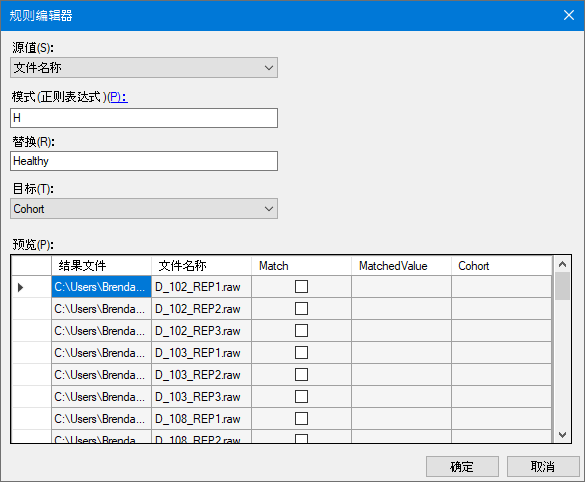 规则编辑器
源值(S):
文件名称
模式(正则表达式)(P):
H
替换(R):
Healthy
目标(T):
Cohort
预览(P):
结果文件 文件名称 Match MatchedValue Cohort
C:\Users\Brenda... D_102_REP1.raw
C:\Users\Brenda... D_102_REP2.raw
C:\Users\Brenda... D_102_REP3.raw
C:\Users\Brenda... D_103_REP1.raw
C:\Users\Brenda... D_103_REP2.raw
C:\Users\Brenda... D_103_REP3.raw
C:\Users\Brenda... D_108_REP1.raw
C:\Users\Brenda... D_108_REP2.raw
确定 取消